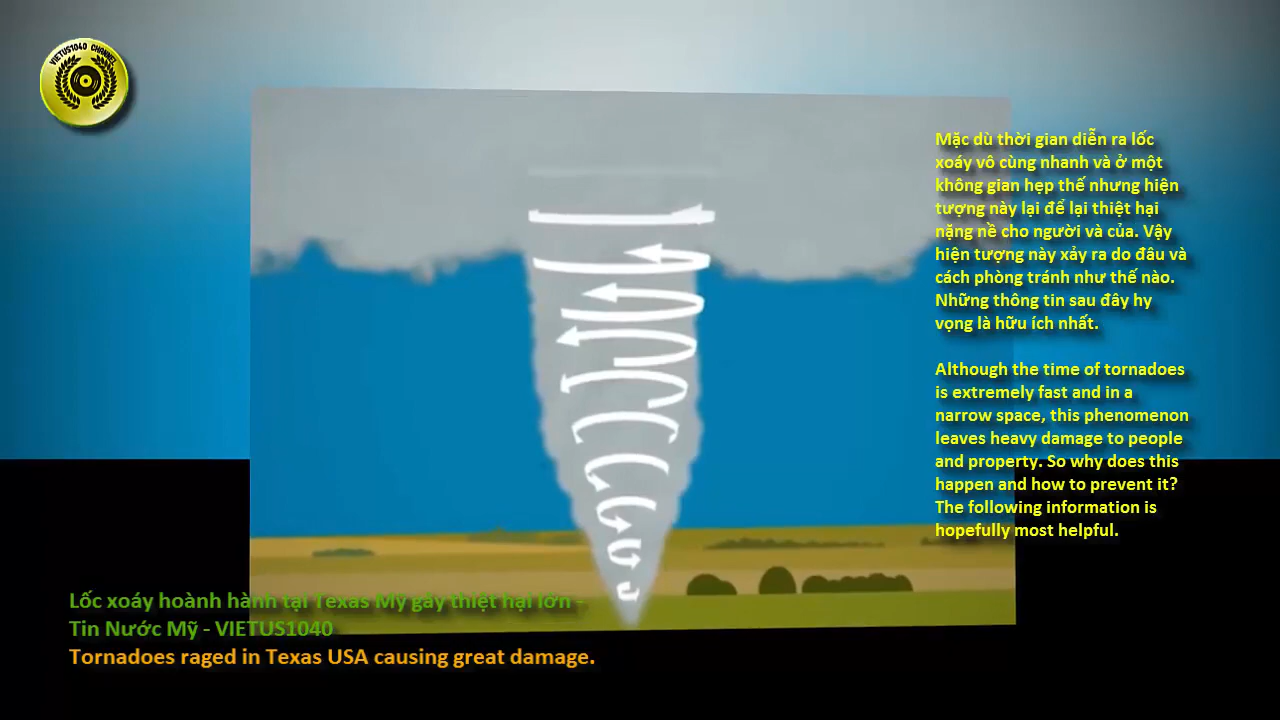 VIETUS1040 CHANNEL
Mặc dù thời gian diễn ra lốc
xoáy vô cùng nhanh và ở một
không gian hẹp thế nhưng hiện
tượng này lại để lại thiệt hại
nặng nề cho người và của. Vậy
hiện tượng này xảy ra do đâu và
cách phòng tránh như thế nào.
Những thông tin sau đây hy
vọng là hữu ích nhất.
Although the time of tornadoes
is extremely fast and in a
narrow space, this phenomenon
leaves heavy damage to people
and property. So why does this
happen and how to prevent it?
The following information is
hopefully most helpful.
Lốc xoáy hoành hành tại Texas Mỹ gây thiệt hại lớn -
Tin Nước Mỹ - VIETUS1040
Tornadoes raged in Texas USA causing great damage.